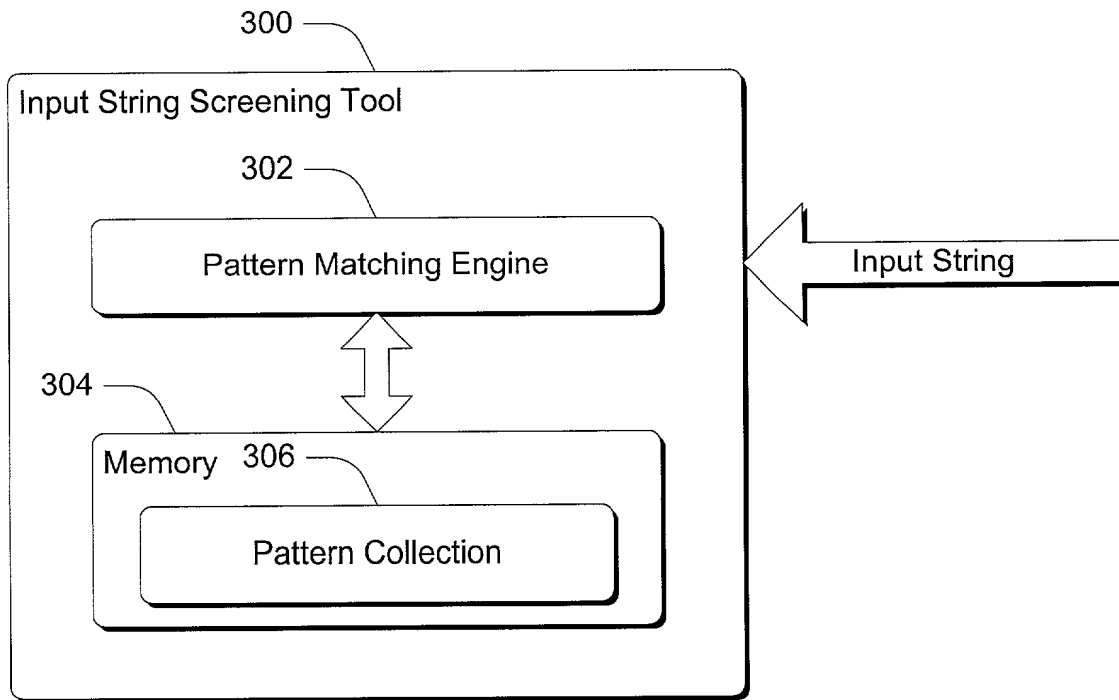 300
Input String Screening Tool
302
Pattern Matching Engine
Input String
304
Memory
306
Pattern Collection